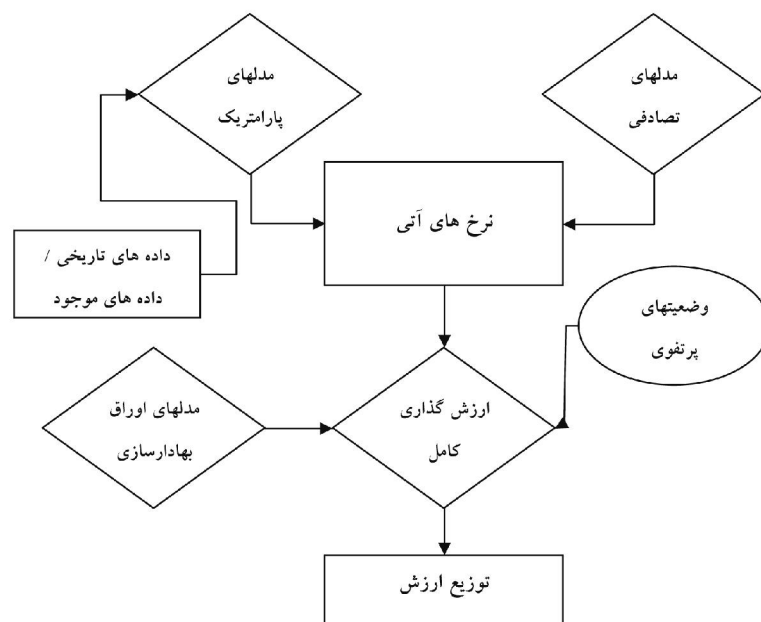 مدلهای
پارامتریک
مدلهای
تصادفی
نرخ های آتی
داده های تاریخی /
داده های موجود
وضعیتهای
پرتفوی
مدلهای اوراق
بهادارسازی
ارزش گذاری
کامل
توزیع ارزش